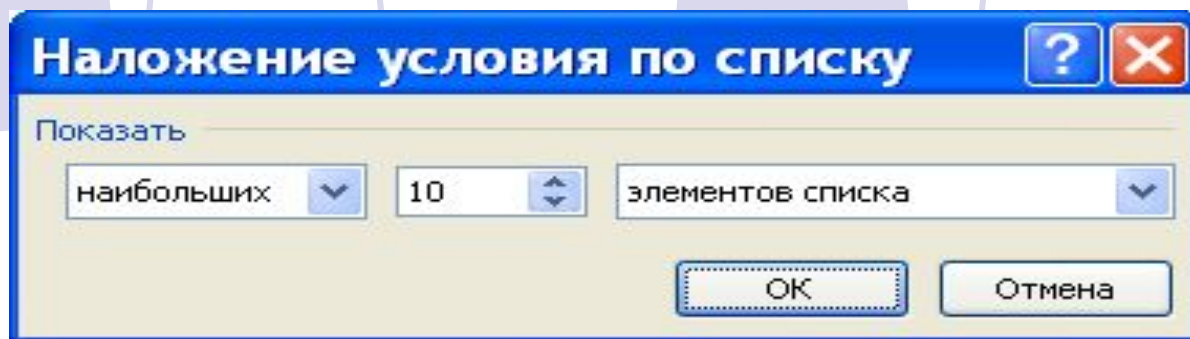 Наложение условия по списку
Показать
наибольших 10 элементов списка
ОК Отмена